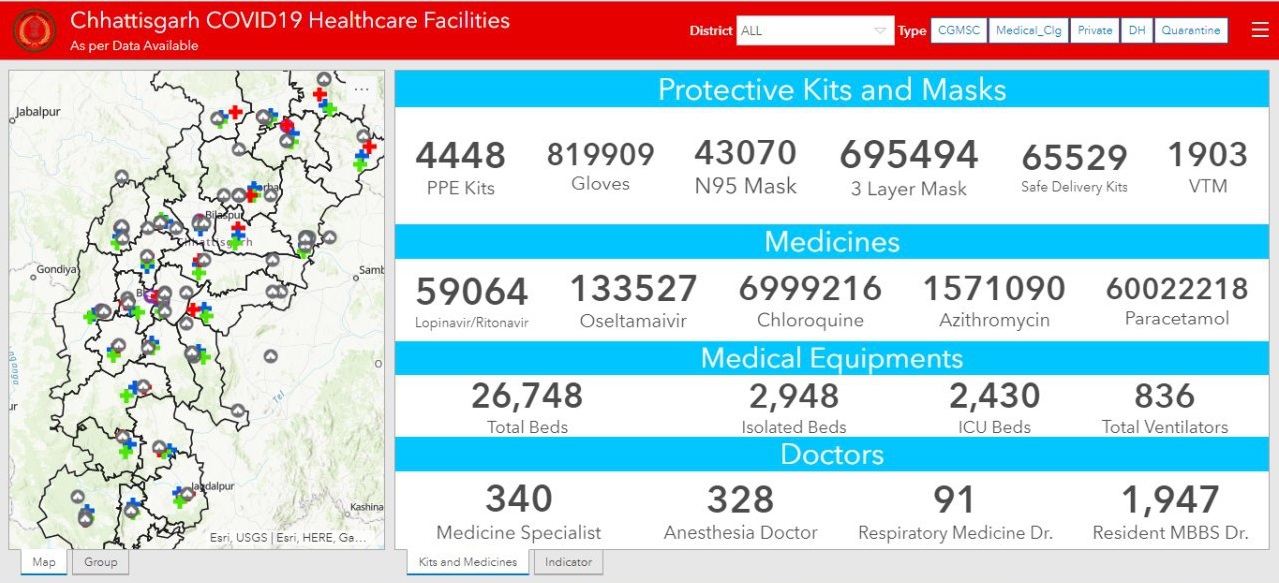 Chhattisgarh COVID19 Healthcare Facilities
As per Data Available
District ALL Type CGMSC Medical_Clg Private DH Quarantine
Jabalpur
Bilaspur
Gondiya
Jagdalpur
Kashina
Tel
Esri, USGS | Esri, HERE, Ga...
Map Group
Protective Kits and Masks
4448 819909 43070 695494 65529 1903
PPE Kits Gloves N95 Mask 3 Layer Mask Safe Delivery Kits VTM
Medicines
59064 133527 6999216 1571090 60022218
Lopinavir/Ritonavir Oseltamaivir Chloroquine Azithromycin Paracetamol
Medical Equipments
26,748 2,948 2,430 836
Total Beds Isolated Beds ICU Beds Total Ventilators
Doctors
340 328 91 1,947
Medicine Specialist Anesthesia Doctor Respiratory Medicine Dr. Resident MBBS Dr.
Kits and Medicines Indicator